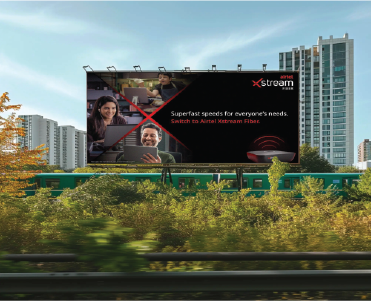 airtel
Xstream
FIBER
Superfast speeds for everyone's needs.
Switch to Airtel Xstream Fiber.